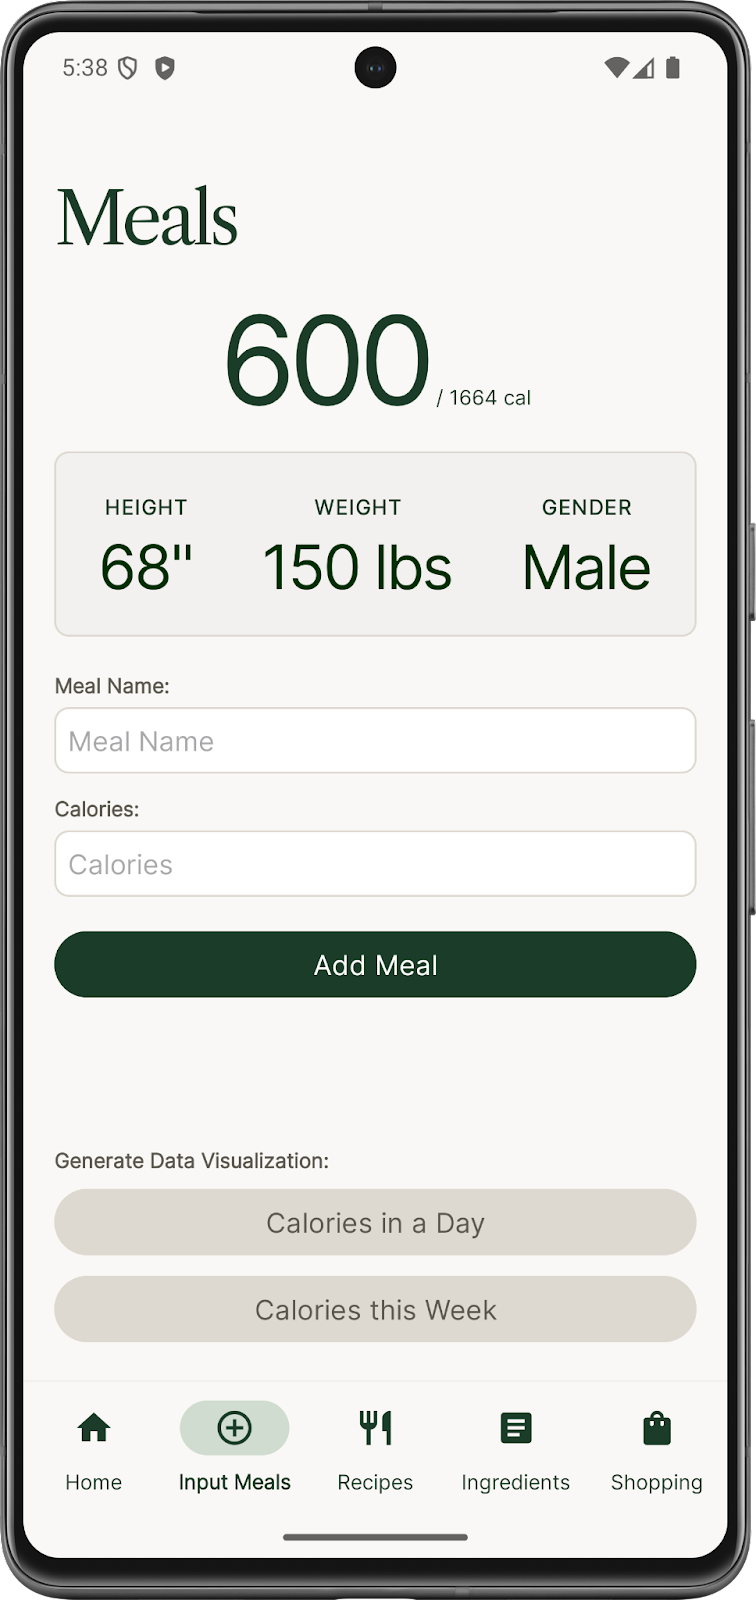 5:38
Meals
600 / 1664 cal
HEIGHT WEIGHT GENDER
68" 150 lbs Male
Meal Name:
Meal Name
Calories:
Calories
Add Meal
Generate Data Visualization:
Calories in a Day
Calories this Week
Home Input Meals Recipes Ingredients Shopping